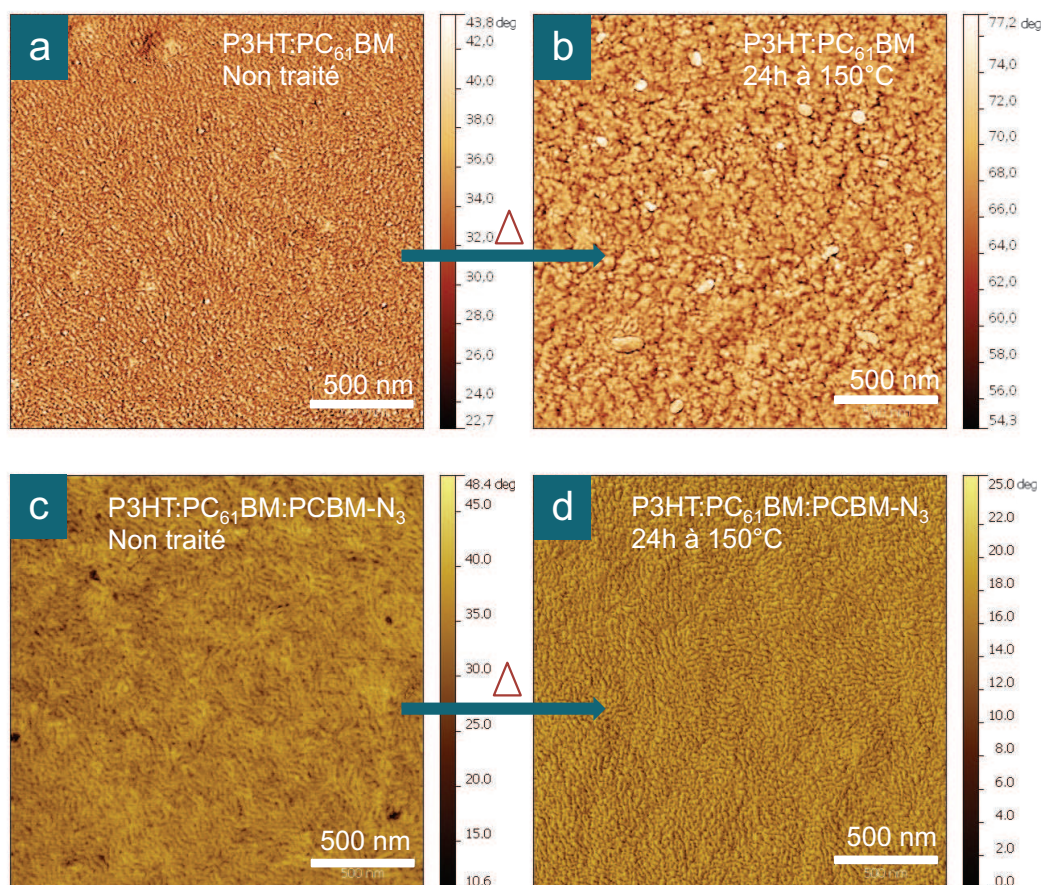 a
P3HT:PC61BM
Non traité
500 nm
43,8 deg
42,0
40,0
38,0
36,0
34,0
32,0
30,0
28,0
26,0
24,0
22,7
Δ
b
P3HT:PC61BM
24h à 150°C
500 nm
77,2 deg
74,0
72,0
70,0
68,0
66,0
64,0
62,0
60,0
58,0
56,0
54,3
c
P3HT:PC61BM:PCBM-N3
Non traité
500 nm
500 nm
48.4 deg
45.0
40.0
35.0
30.0
25.0
20.0
15.0
10.6
Δ
d
P3HT:PC61BM:PCBM-N3
24h à 150°C
500 nm
500 nm
25.0 deg
22.0
20.0
18.0
16.0
14.0
12.0
10.0
8.0
6.0
4.0
2.0
0.0